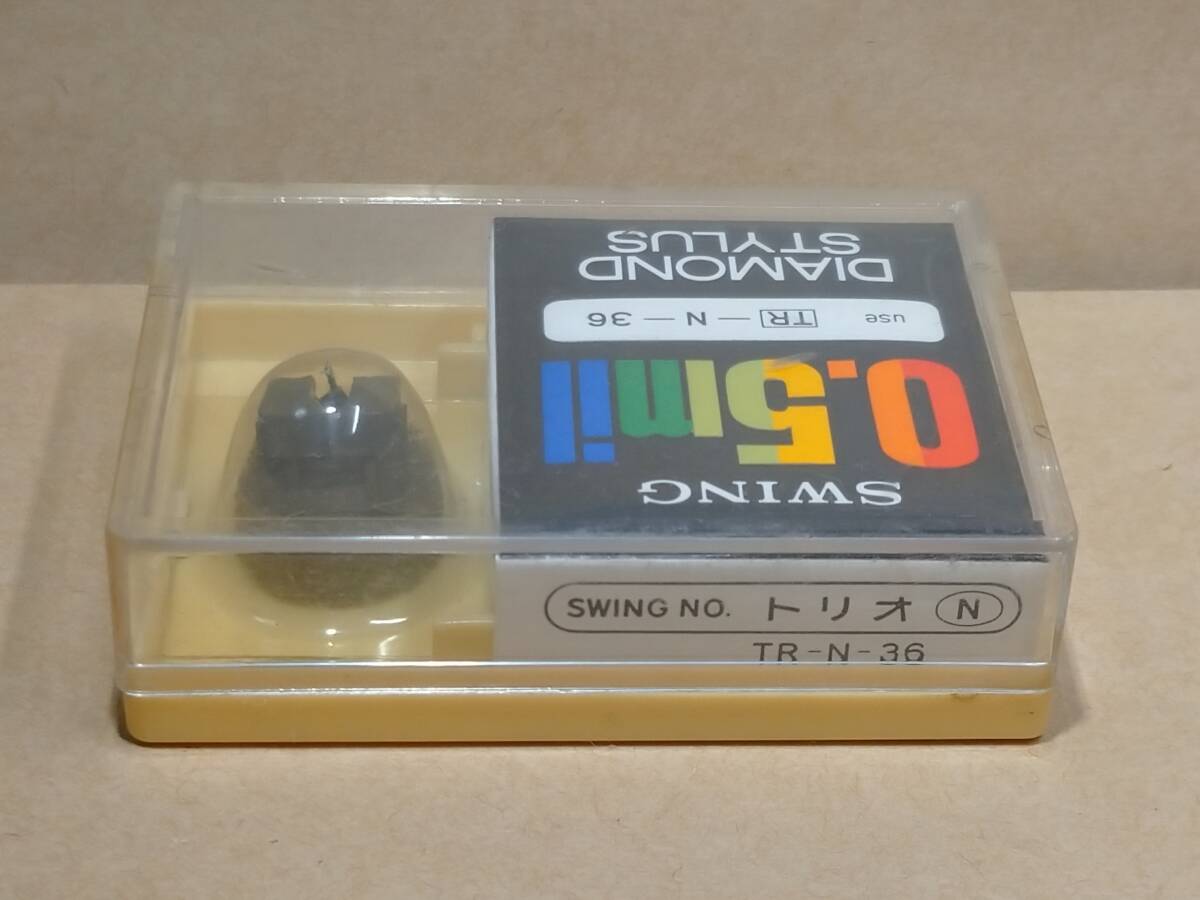 SWING
0.5mil
use TR-N-36
DIAMOND
STYLUS
SWING NO. トリオ N
TR-N-36